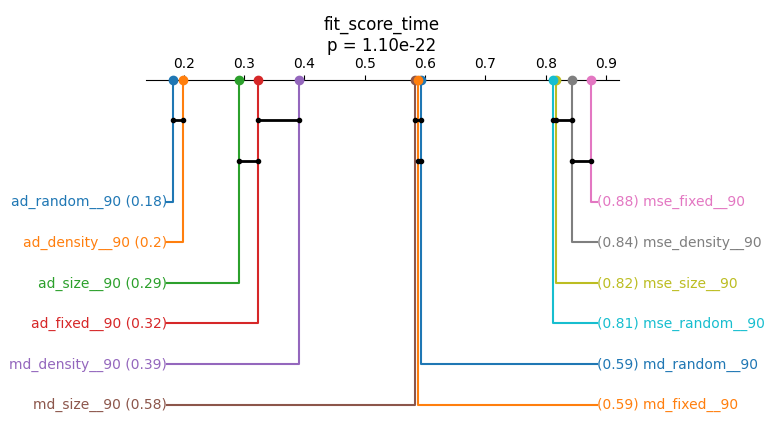 fit_score_time
p = 1.10e-22
0.2 0.3 0.4 0.5 0.6 0.7 0.8 0.9
ad_random__90 (0.18)
(0.88) mse_fixed__90
ad_density__90 (0.2)
(0.84) mse_density__90
ad_size__90 (0.29)
(0.82) mse_size__90
ad_fixed__90 (0.32)
(0.81) mse_random__90
md_density__90 (0.39)
(0.59) md_random__90
md_size__90 (0.58)
(0.59) md_fixed__90